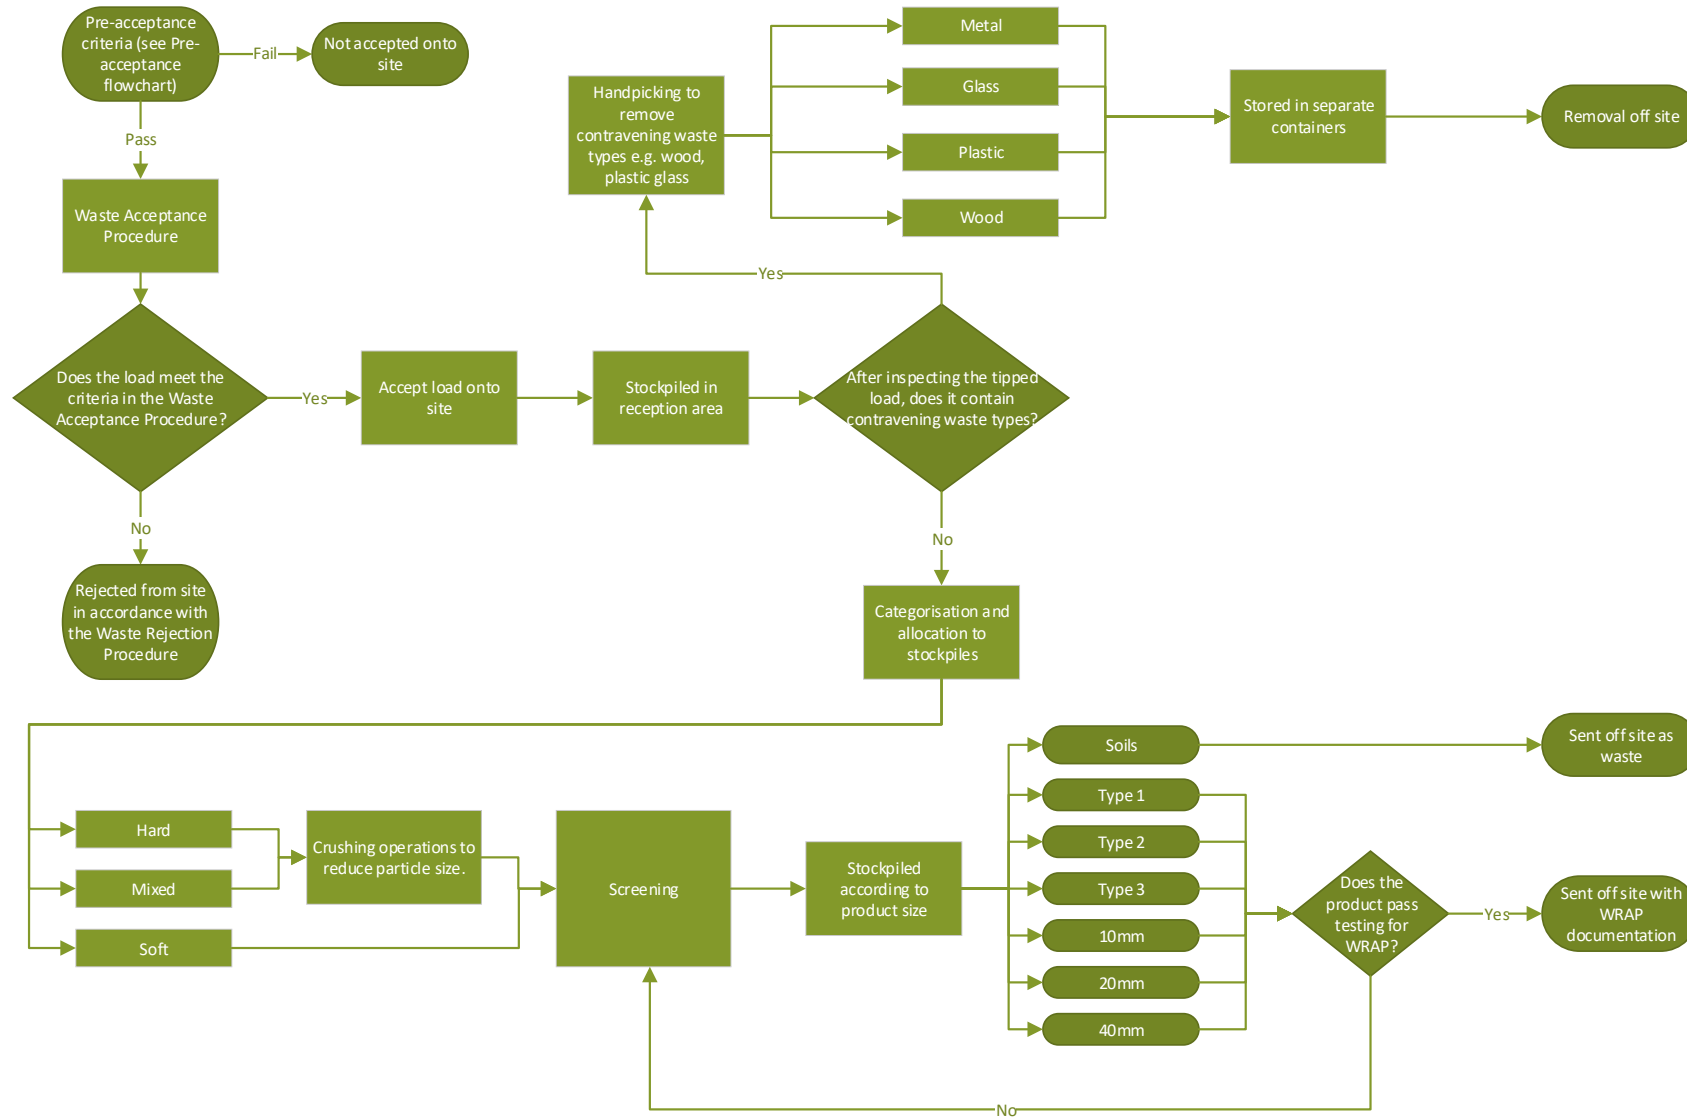 Pre-acceptance
criteria (see Pre-
acceptance
flowchart)
Fail
Not accepted onto
site
Pass
Waste Acceptance
Procedure
Does the load meet the
criteria in the Waste
Acceptance Procedure?
Yes
Accept load onto
site
Stockpiled in
reception area
After inspecting the tipped
load, does it contain
contravening waste types?
Yes
Handpicking to
remove
contravening waste
types e.g. wood,
plastic glass
Metal
Glass
Plastic
Wood
Stored in separate
containers
Removal off site
No
Rejected from site
in accordance with
the Waste Rejection
Procedure
No
Categorisation and
allocation to
stockpiles
Hard
Mixed
Soft
Crushing operations to
reduce particle size.
Screening
Stockpiled
according to
product size
Soils
Type 1
Type 2
Type 3
10mm
20mm
40mm
Sent off site as
waste
Does the
product pass
testing for
WRAP?
Yes
Sent off site with
WRAP
documentation
No